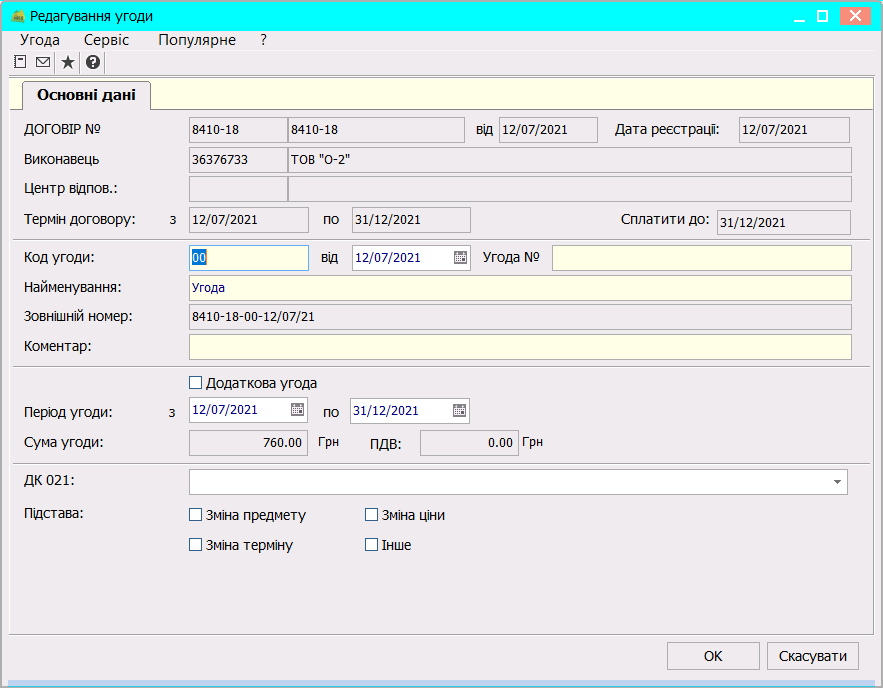 Редагування угоди
Угода Сервіс Популярне ?
Основні дані
ДОГОВІР № 8410-18 8410-18 від 12/07/2021 Дата реєстрації: 12/07/2021
Виконавець 36376733 ТОВ "О-2"
Центр відпов.:
Термін договору: з 12/07/2021 по 31/12/2021 Сплатити до: 31/12/2021
Код угоди: 00 від 12/07/2021 Угода №
Найменування: Угода
Зовнішній номер: 8410-18-00-12/07/21
Коментар:
Додаткова угода
Період угоди: з 12/07/2021 по 31/12/2021
Сума угоди: 760.00 Грн ПДВ: 0.00 Грн
ДК 021:
Підстава: Зміна предмету Зміна ціни
Зміна терміну Інше
OK Скасувати